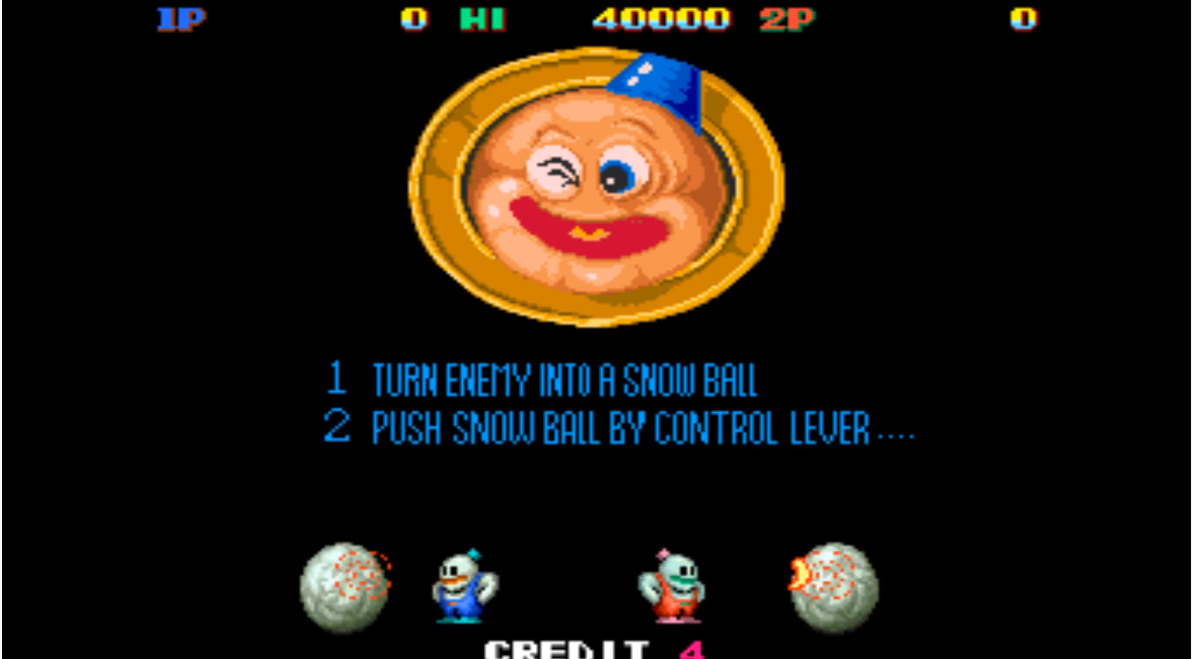 1P 0 HI 40000 2P 0
1 TURN ENEMY INTO A SNOW BALL
2 PUSH SNOW BALL BY CONTROL LEVER....
CREDIT 4